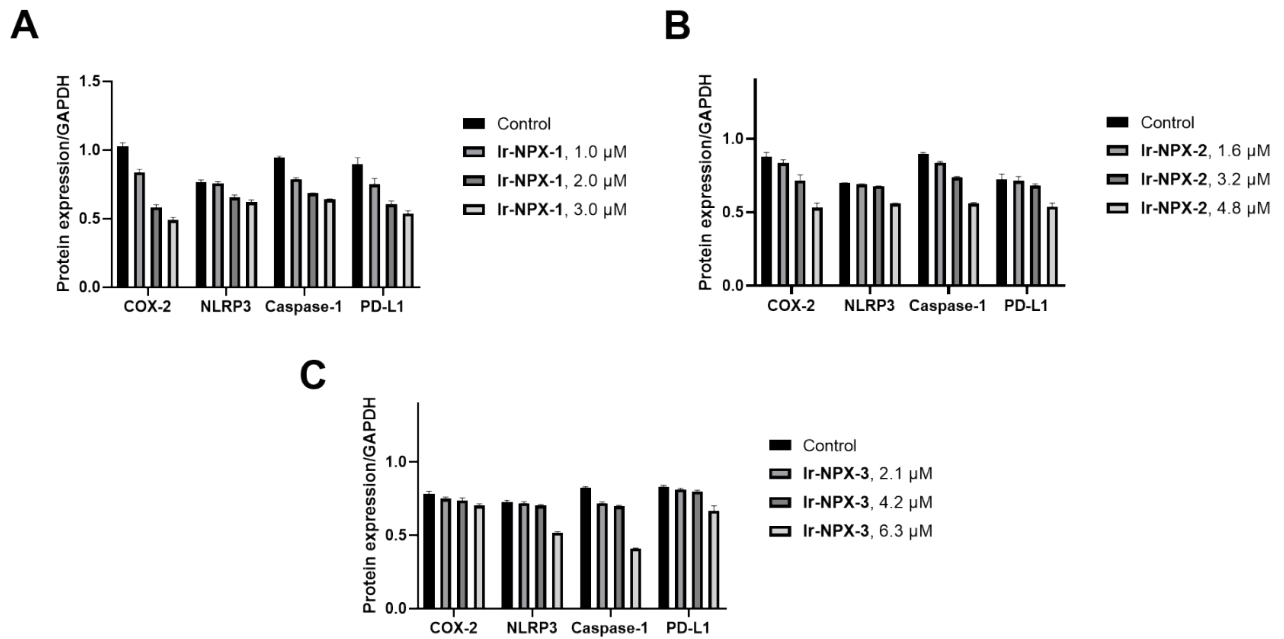 A
Protein expression/GAPDH
1.5
1.0
0.5
0.0
COX-2 NLRP3 Caspase-1 PD-L1
Control
Ir-NPX-1, 1.0 µM
Ir-NPX-1, 2.0 µM
Ir-NPX-1, 3.0 µM
B
Protein expression/GAPDH
1.0
0.5
0.0
COX-2 NLRP3 Caspase-1 PD-L1
Control
Ir-NPX-2, 1.6 µM
Ir-NPX-2, 3.2 µM
Ir-NPX-2, 4.8 µM
C
Protein expression/GAPDH
1.0
0.5
0.0
COX-2 NLRP3 Caspase-1 PD-L1
Control
Ir-NPX-3, 2.1 µM
Ir-NPX-3, 4.2 µM
Ir-NPX-3, 6.3 µM